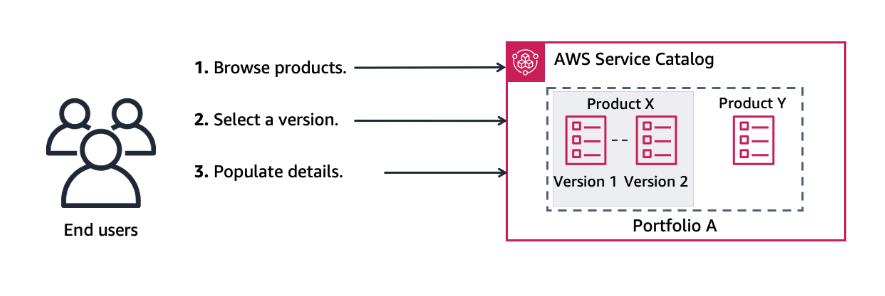 1. Browse products.
2. Select a version.
3. Populate details.
End users
AWS Service Catalog
Product X
Product Y
Version 1
Version 2
Portfolio A